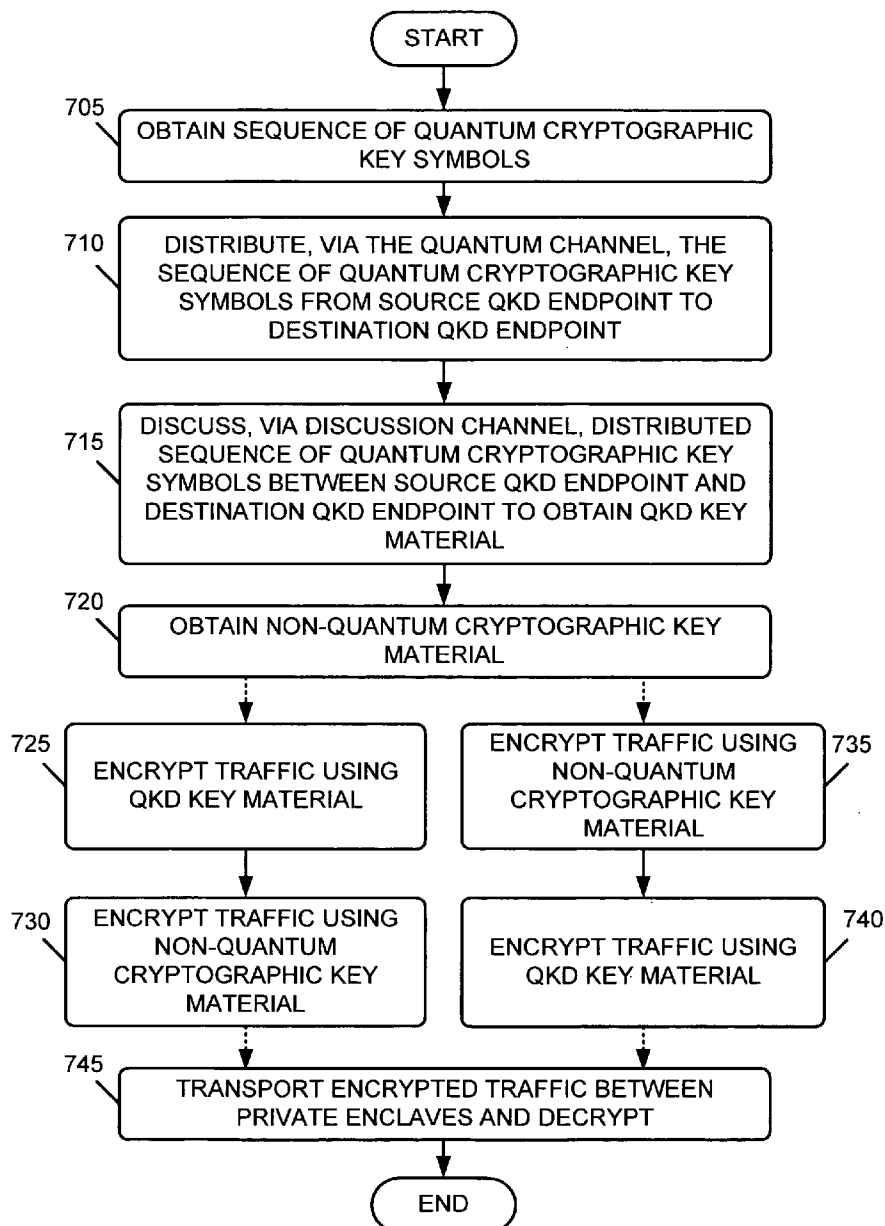 START
705
OBTAIN SEQUENCE OF QUANTUM CRYPTOGRAPHIC
KEY SYMBOLS
710
DISTRIBUTE, VIA THE QUANTUM CHANNEL, THE
SEQUENCE OF QUANTUM CRYPTOGRAPHIC KEY
SYMBOLS FROM SOURCE QKD ENDPOINT TO
DESTINATION QKD ENDPOINT
715
DISCUSS, VIA DISCUSSION CHANNEL, DISTRIBUTED
SEQUENCE OF QUANTUM CRYPTOGRAPHIC KEY
SYMBOLS BETWEEN SOURCE QKD ENDPOINT AND
DESTINATION QKD ENDPOINT TO OBTAIN QKD KEY
MATERIAL
720
OBTAIN NON-QUANTUM CRYPTOGRAPHIC KEY
MATERIAL
725
ENCRYPT TRAFFIC USING
QKD KEY MATERIAL
735
ENCRYPT TRAFFIC USING
NON-QUANTUM
CRYPTOGRAPHIC KEY
MATERIAL
730
ENCRYPT TRAFFIC USING
NON-QUANTUM
CRYPTOGRAPHIC KEY
MATERIAL
740
ENCRYPT TRAFFIC USING
QKD KEY MATERIAL
745
TRANSPORT ENCRYPTED TRAFFIC BETWEEN
PRIVATE ENCLAVES AND DECRYPT
END